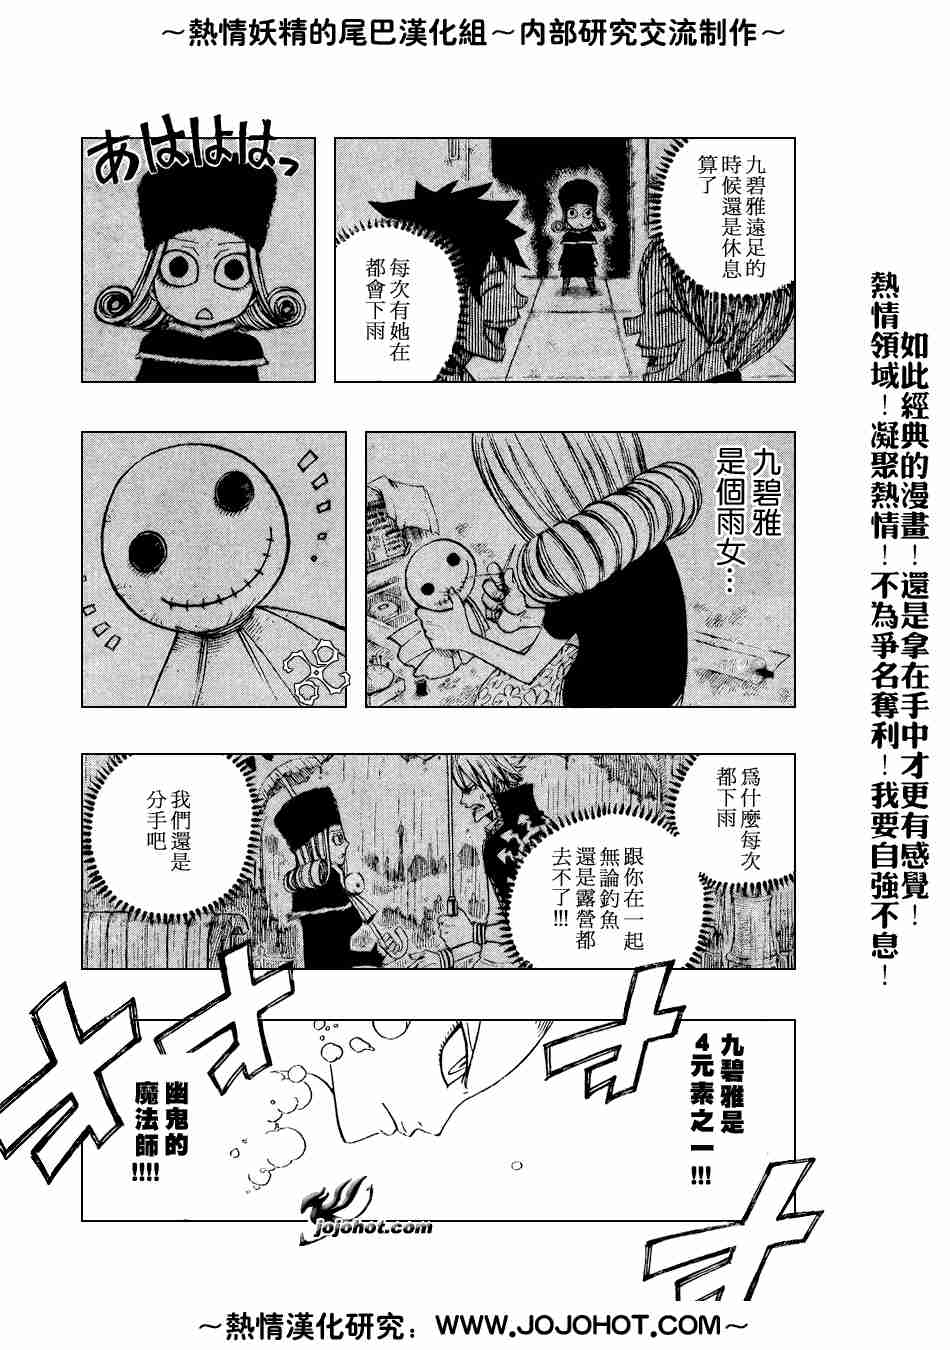 ～熱情妖精的尾巴漢化組～内部研究交流制作～
九碧雅遠足的
時候還是休息
算了
每次有她在
都會下雨
あはははっ
九碧雅
是個雨女…
爲什麼每次
都下雨
跟你在一起
無論釣魚
還是露營都
去不了!!!
我們還是
分手吧
九碧雅是
4元素之一!!!
幽鬼的
魔法師!!!!
オオオオ
jojohot.com
如此經典的漫畫！還是拿在手中才更有感覺！
熱情領域！凝聚熱情！不為爭名奪利！我要自強不息！
～熱情漢化研究：WWW.JOJOHOT.COM～